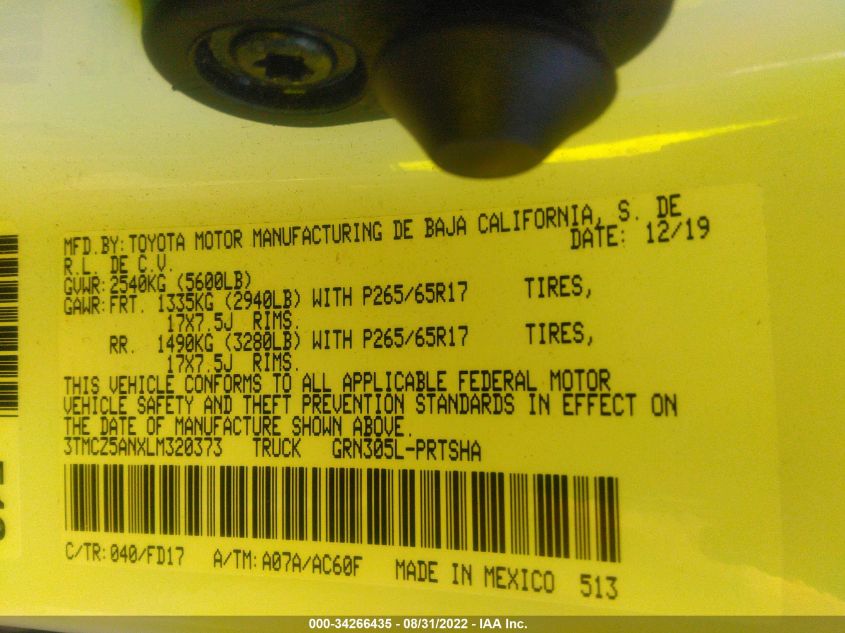 MFD.BY:TOYOTA MOTOR MANUFACTURING DE BAJA CALIFORNIA, S. DE
R.L. DE C.V. DATE: 12/19
GVWR:2540KG (5600LB)
GAWR:FRT. 1335KG (2940LB) WITH P265/65R17 TIRES,
17X7.5J RIMS.
RR. 1490KG (3280LB) WITH P265/65R17 TIRES,
17X7.5J RIMS.
THIS VEHICLE CONFORMS TO ALL APPLICABLE FEDERAL MOTOR
VEHICLE SAFETY AND THEFT PREVENTION STANDARDS IN EFFECT ON
THE DATE OF MANUFACTURE SHOWN ABOVE.
3TMCZ5ANXLM320373 TRUCK GRN305L-PRTSHA
C/TR:040/FD17 A/TM:A07A/AC60F MADE IN MEXICO 513
000-34266435 - 08/31/2022 - IAA Inc.